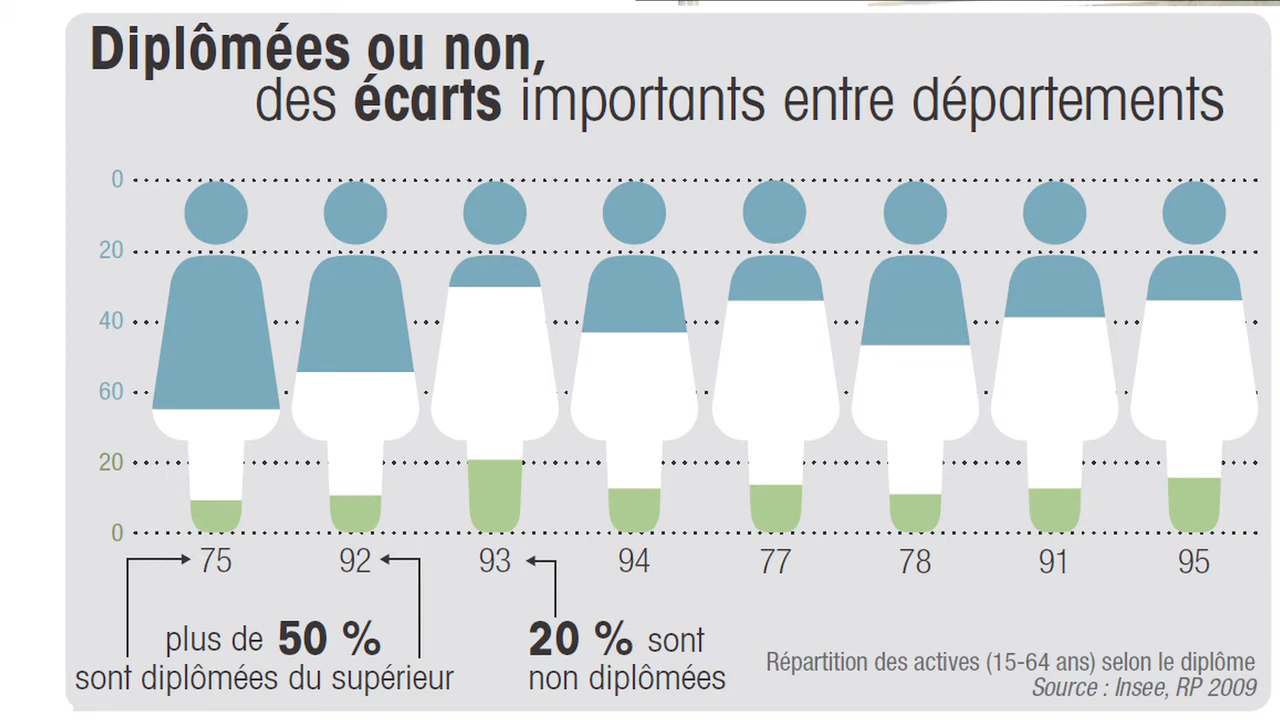 Diplômées ou non,
des écarts importants entre départements
0
20
40
60
20
0
75 92 93 94 77 78 91 95
plus de 50 %
sont diplômées du supérieur
20 % sont
non diplômées
Répartition des actives (15-64 ans) selon le diplôme
Source : Insee, RP 2009